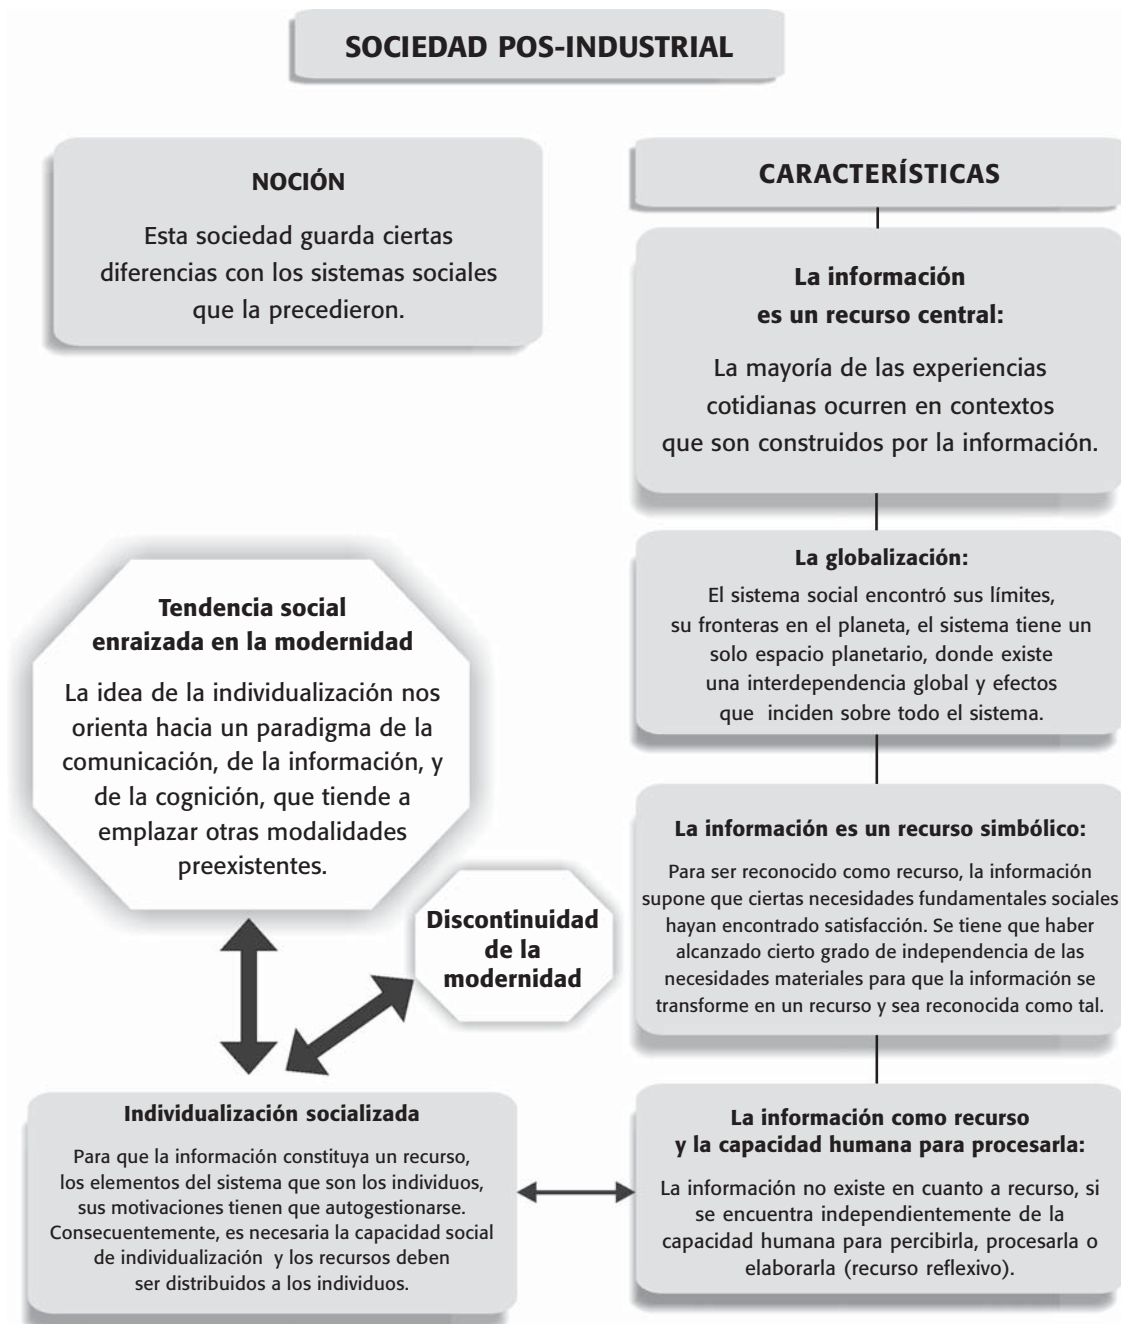 SOCIEDAD POS-INDUSTRIAL
NOCIÓN
Esta sociedad guarda ciertas
diferencias con los sistemas sociales
que la precedieron.
CARACTERÍSTICAS
La información
es un recurso central:
La mayoría de las experiencias
cotidianas ocurren en contextos
que son construidos por la información.
La globalización:
El sistema social encontró sus límites,
su fronteras en el planeta, el sistema tiene un
solo espacio planetario, donde existe
una interdependencia global y efectos
que inciden sobre todo el sistema.
Tendencia social
enraizada en la modernidad
La idea de la individualización nos
orienta hacia un paradigma de la
comunicación, de la información, y
de la cognición, que tiende a
emplazar otras modalidades
preexistentes.
Discontinuidad
de la
modernidad
La información es un recurso simbólico:
Para ser reconocido como recurso, la información
supone que ciertas necesidades fundamentales sociales
hayan encontrado satisfacción. Se tiene que haber
alcanzado cierto grado de independencia de las
necesidades materiales para que la información se
transforme en un recurso y sea reconocida como tal.
Individualización socializada
Para que la información constituya un recurso,
los elementos del sistema que son los individuos,
sus motivaciones tienen que autogestionarse.
Consecuentemente, es necesaria la capacidad social
de individualización y los recursos deben
ser distribuidos a los individuos.
La información como recurso
y la capacidad humana para procesarla:
La información no existe en cuanto a recurso, si
se encuentra independientemente de la
capacidad humana para percibirla, procesarla o
elaborarla (recurso reflexivo).